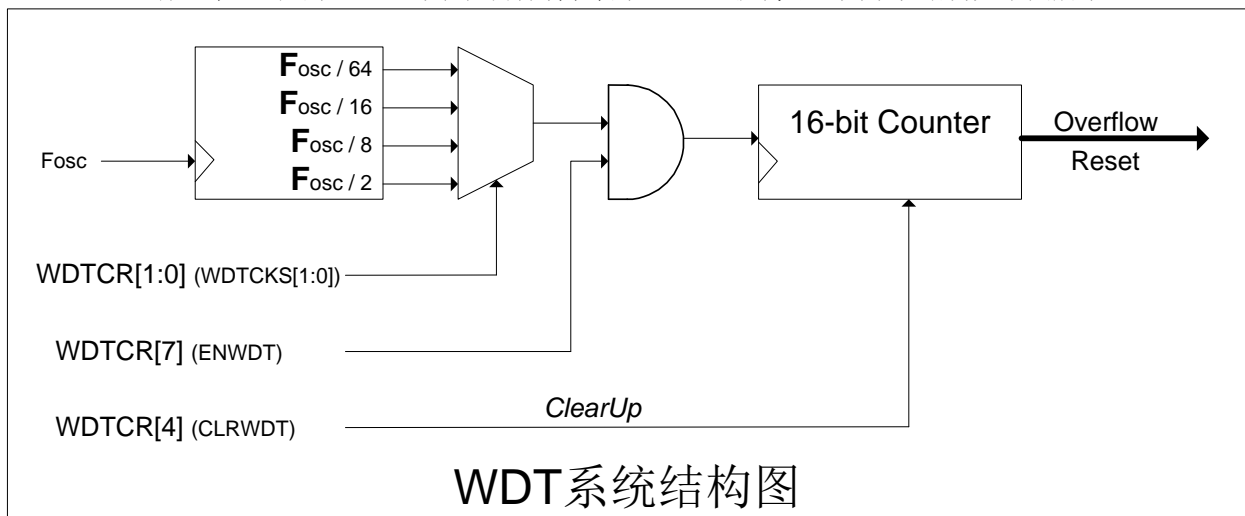 Fosc / 64
Fosc / 16
Fosc / 8
Fosc / 2
Fosc
16-bit Counter
Overflow
Reset
WDTCR[1:0] (WDTCKS[1:0])
WDTCR[7] (ENWDT)
WDTCR[4] (CLRWDT)
ClearUp
WDT系统结构图